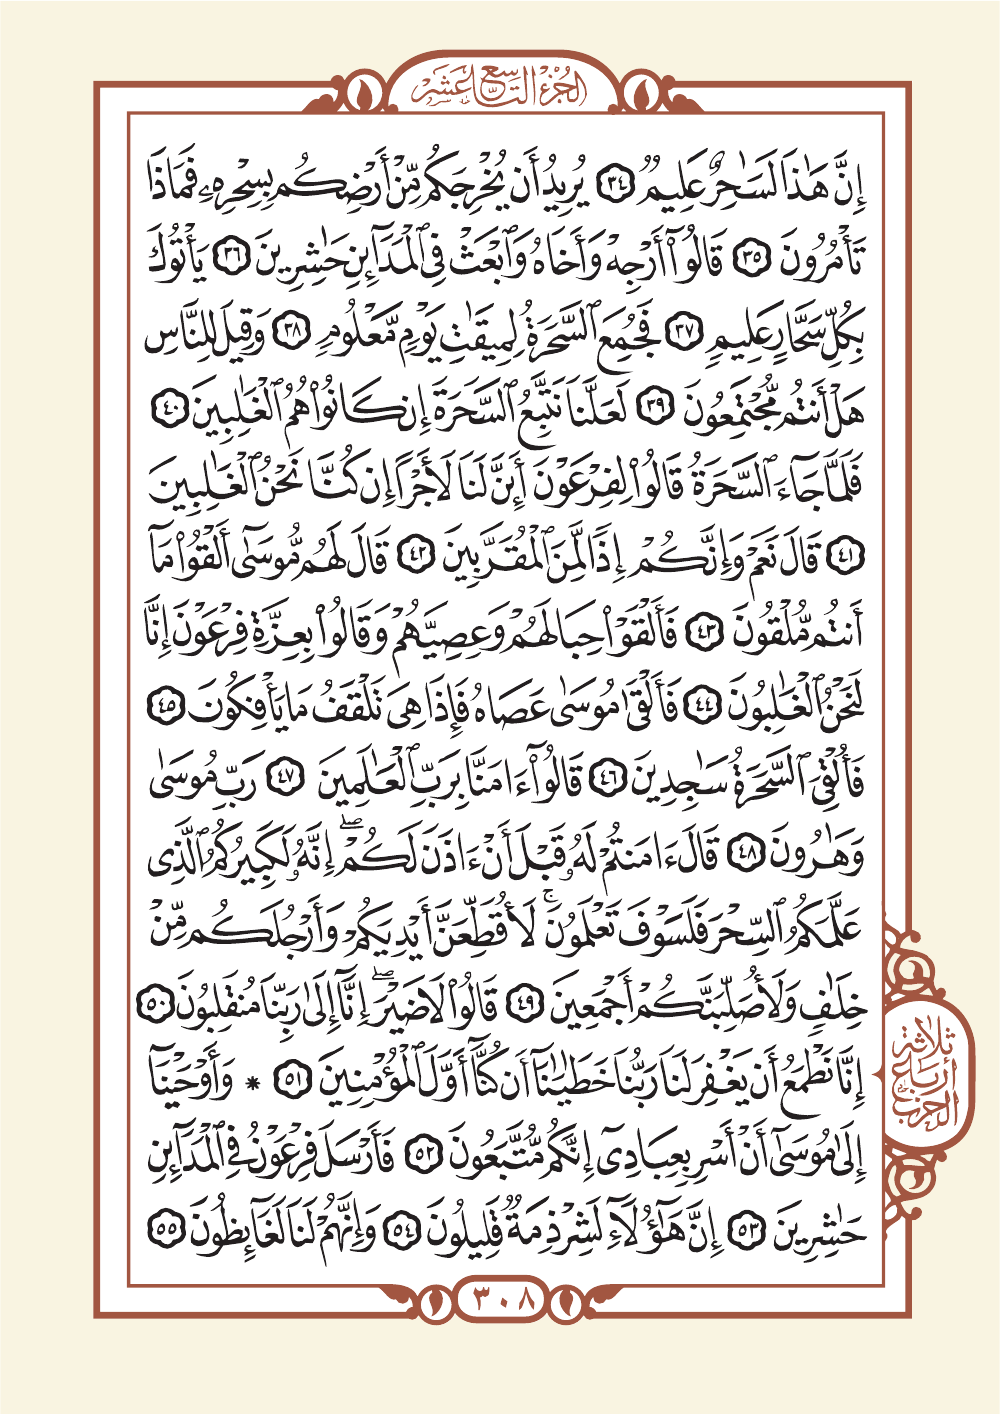 الجزء التاسع عشر
إِنَّ هَٰذَا لَسَٰحِرٌ عَلِيمٌ ٣٤ يُرِيدُ أَن يُخْرِجَكُم مِّنْ أَرْضِكُم بِسِحْرِهِۦ فَمَاذَا
تَأْمُرُونَ ٣٥ قَالُوٓا۟ أَرْجِهْ وَأَخَاهُ وَٱبْعَثْ فِى ٱلْمَدَآئِنِ حَٰشِرِينَ ٣٦ يَأْتُوكَ
بِكُلِّ سَحَّارٍ عَلِيمٍ ٣٧ فَجُمِعَ ٱلسَّحَرَةُ لِمِيقَٰتِ يَوْمٍ مَّعْلُومٍ ٣٨ وَقِيلَ لِلنَّاسِ
هَلْ أَنتُم مُّجْتَمِعُونَ ٣٩ لَعَلَّنَا نَتَّبِعُ ٱلسَّحَرَةَ إِن كَانُوا۟ هُمُ ٱلْغَٰلِبِينَ ٤٠
فَلَمَّا جَآءَ ٱلسَّحَرَةُ قَالُوا۟ لِفِرْعَوْنَ أَئِنَّ لَنَا لَأَجْرًا إِن كُنَّا نَحْنُ ٱلْغَٰلِبِينَ
٤١ قَالَ نَعَمْ وَإِنَّكُمْ إِذًا لَّمِنَ ٱلْمُقَرَّبِينَ ٤٢ قَالَ لَهُم مُّوسَىٰٓ أَلْقُوا۟ مَآ
أَنتُم مُّلْقُونَ ٤٣ فَأَلْقَوْا۟ حِبَالَهُمْ وَعِصِيَّهُمْ وَقَالُوا۟ بِعِزَّةِ فِرْعَوْنَ إِنَّا
لَنَحْنُ ٱلْغَٰلِبُونَ ٤٤ فَأَلْقَىٰ مُوسَىٰ عَصَاهُ فَإِذَا هِىَ تَلْقَفُ مَا يَأْفِكُونَ ٤٥
فَأُلْقِىَ ٱلسَّحَرَةُ سَٰجِدِينَ ٤٦ قَالُوٓا۟ ءَامَنَّا بِرَبِّ ٱلْعَٰلَمِينَ ٤٧ رَبِّ مُوسَىٰ
وَهَٰرُونَ ٤٨ قَالَ ءَامَنتُمْ لَهُۥ قَبْلَ أَنْ ءَاذَنَ لَكُمْ ۖ إِنَّهُۥ لَكَبِيرُكُمُ ٱلَّذِى
عَلَّمَكُمُ ٱلسِّحْرَ فَلَسَوْفَ تَعْلَمُونَ ۚ لَأُقَطِّعَنَّ أَيْدِيَكُمْ وَأَرْجُلَكُم مِّنْ
خِلَٰفٍ وَلَأُصَلِّبَنَّكُمْ أَجْمَعِينَ ٤٩ قَالُوا۟ لَا ضَيْرَ ۖ إِنَّآ إِلَىٰ رَبِّنَا مُنقَلِبُونَ ٥٠
إِنَّا نَطْمَعُ أَن يَغْفِرَ لَنَا رَبُّنَا خَطَٰيَٰنَآ أَن كُنَّآ أَوَّلَ ٱلْمُؤْمِنِينَ ٥١ * وَأَوْحَيْنَآ
إِلَىٰ مُوسَىٰٓ أَنْ أَسْرِ بِعِبَادِىٓ إِنَّكُم مُّتَّبَعُونَ ٥٢ فَأَرْسَلَ فِرْعَوْنُ فِى ٱلْمَدَآئِنِ
حَٰشِرِينَ ٥٣ إِنَّ هَٰٓؤُلَآءِ لَشِرْذِمَةٌ قَلِيلُونَ ٥٤ وَإِنَّهُمْ لَنَا لَغَآئِظُونَ ٥٥
ثلاثة
أرباع
الحزب
٣٠٨